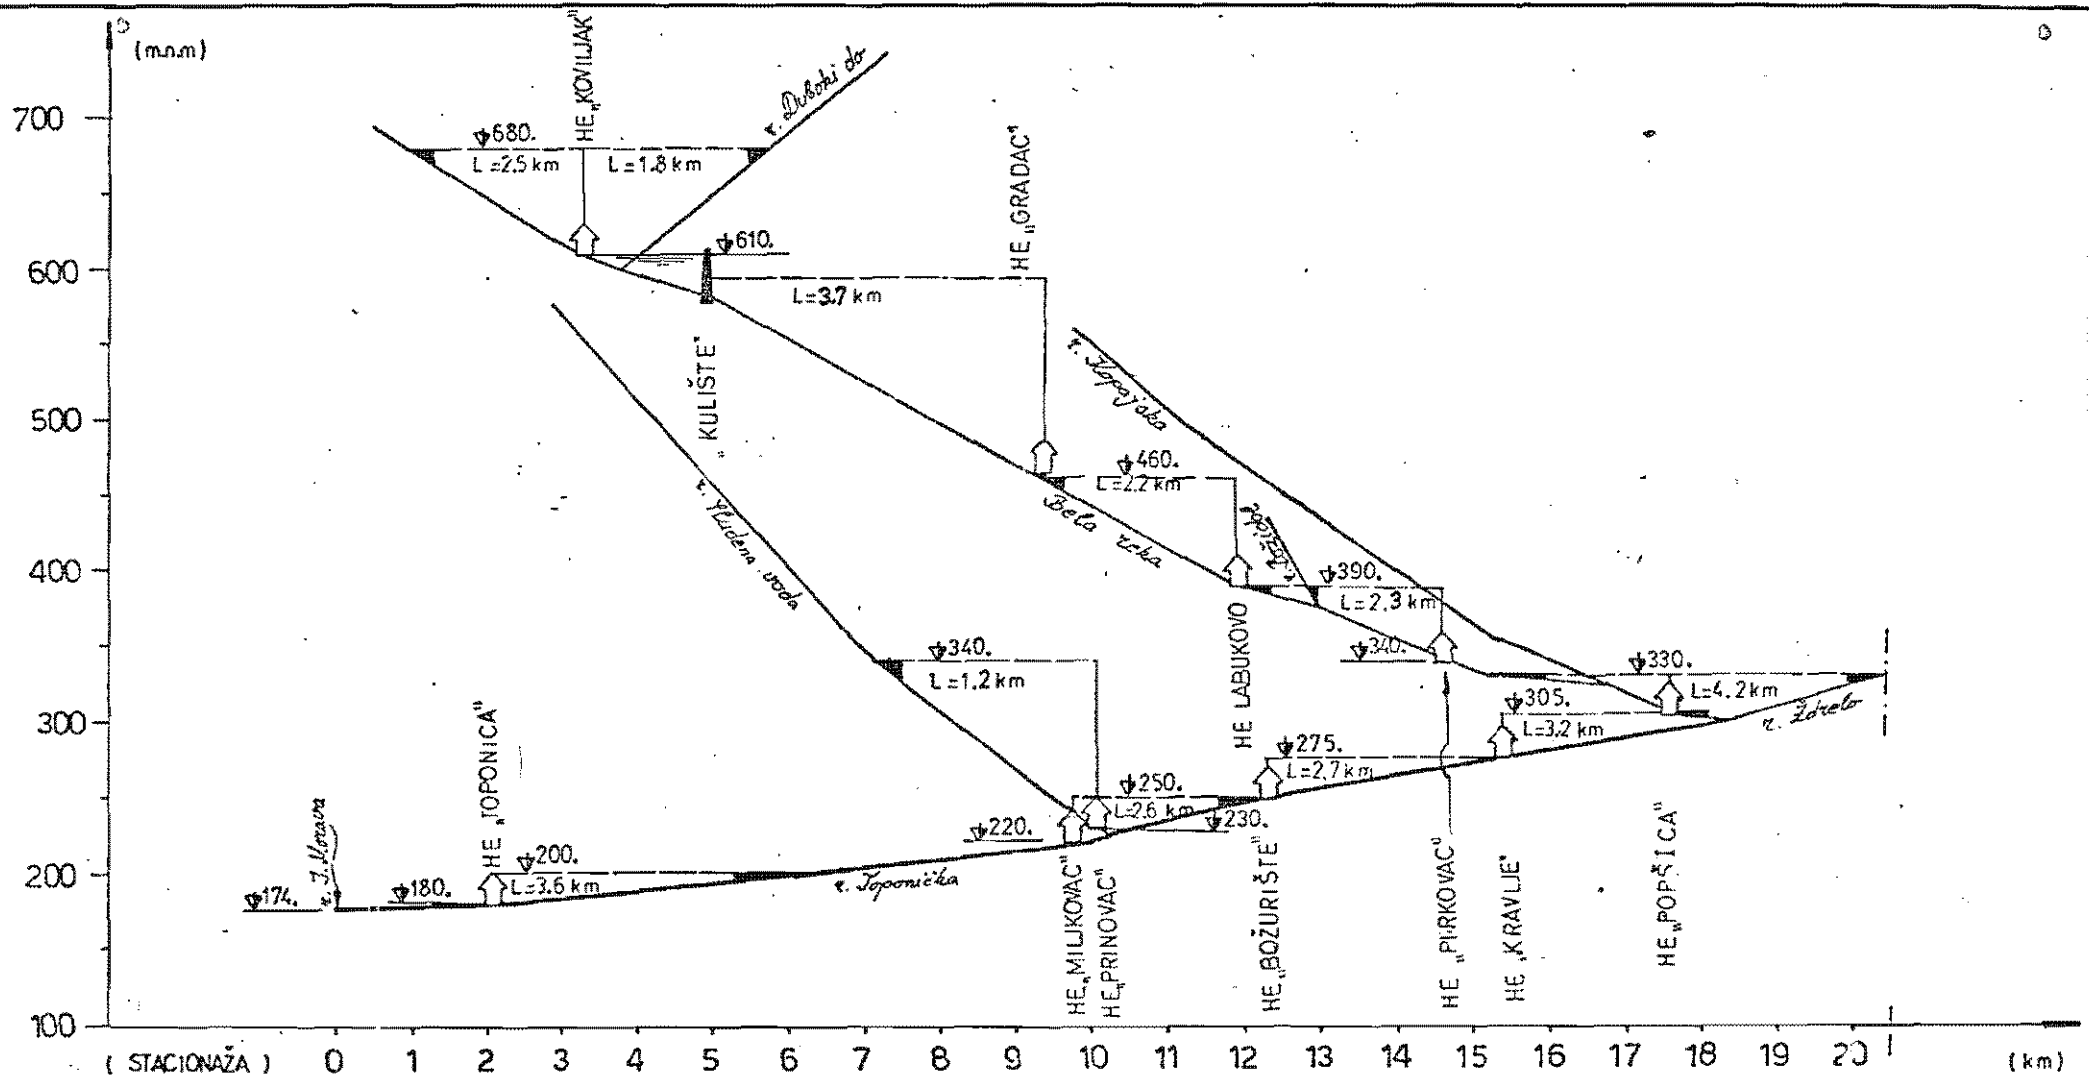 (m.n.m)
700
600
500
400
300
200
100
HE „KOVILJAK"
r. Duboki do
680.
L=2.5 km
L=1.8 km
610.
HE „GRADAC"
L=3.7 km
„KULIŠTE"
r. Kopajska
460.
L=2.2 km
Bela reka
r. Studena voda
390.
L=2.3 km
HE LABUKOVO
340.
L=1.2 km
340.
330.
L=4.2 km
305.
L=3.2 km
r. Ždrelo
275.
L=2.7 km
250.
L=2.6 km
230.
220.
HE „TOPONICA"
200.
L=3.6 km
r. Toponička
r. J. Morava
174.
180.
HE „MILJKOVAC"
HE „PRINOVAC"
HE „BOŽURIŠTE"
HE „PIRKOVAC"
HE „KRAVLJE"
HE „POPŠICA"
( STACIONAŽA ) 0 1 2 3 4 5 6 7 8 9 10 11 12 13 14 15 16 17 18 19 20 (km)